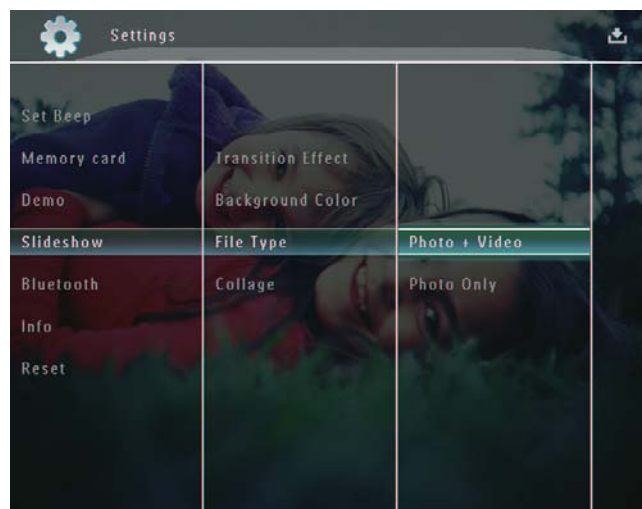 Settings
Set Beep
Memory card
Demo
Slideshow
Bluetooth
Info
Reset
Transition Effect
Background Color
File Type
Collage
Photo + Video
Photo Only